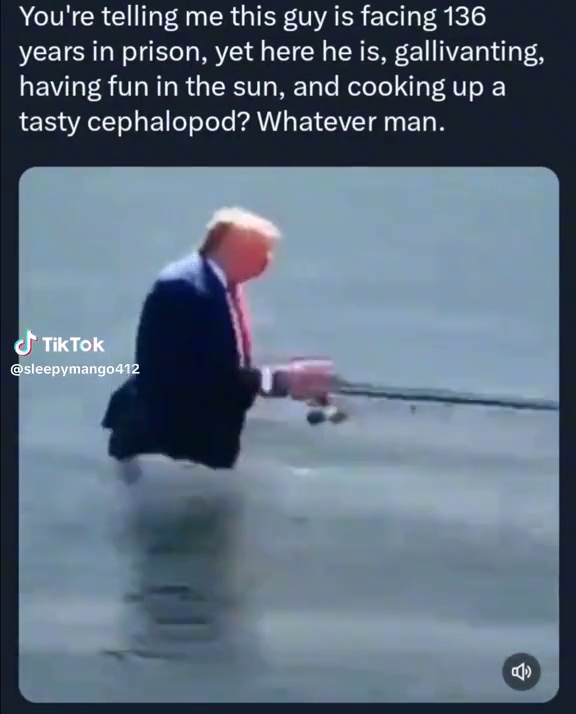 You're telling me this guy is facing 136
years in prison, yet here he is, gallivanting,
having fun in the sun, and cooking up a
tasty cephalopod? Whatever man.
TikTok
@sleepymango412